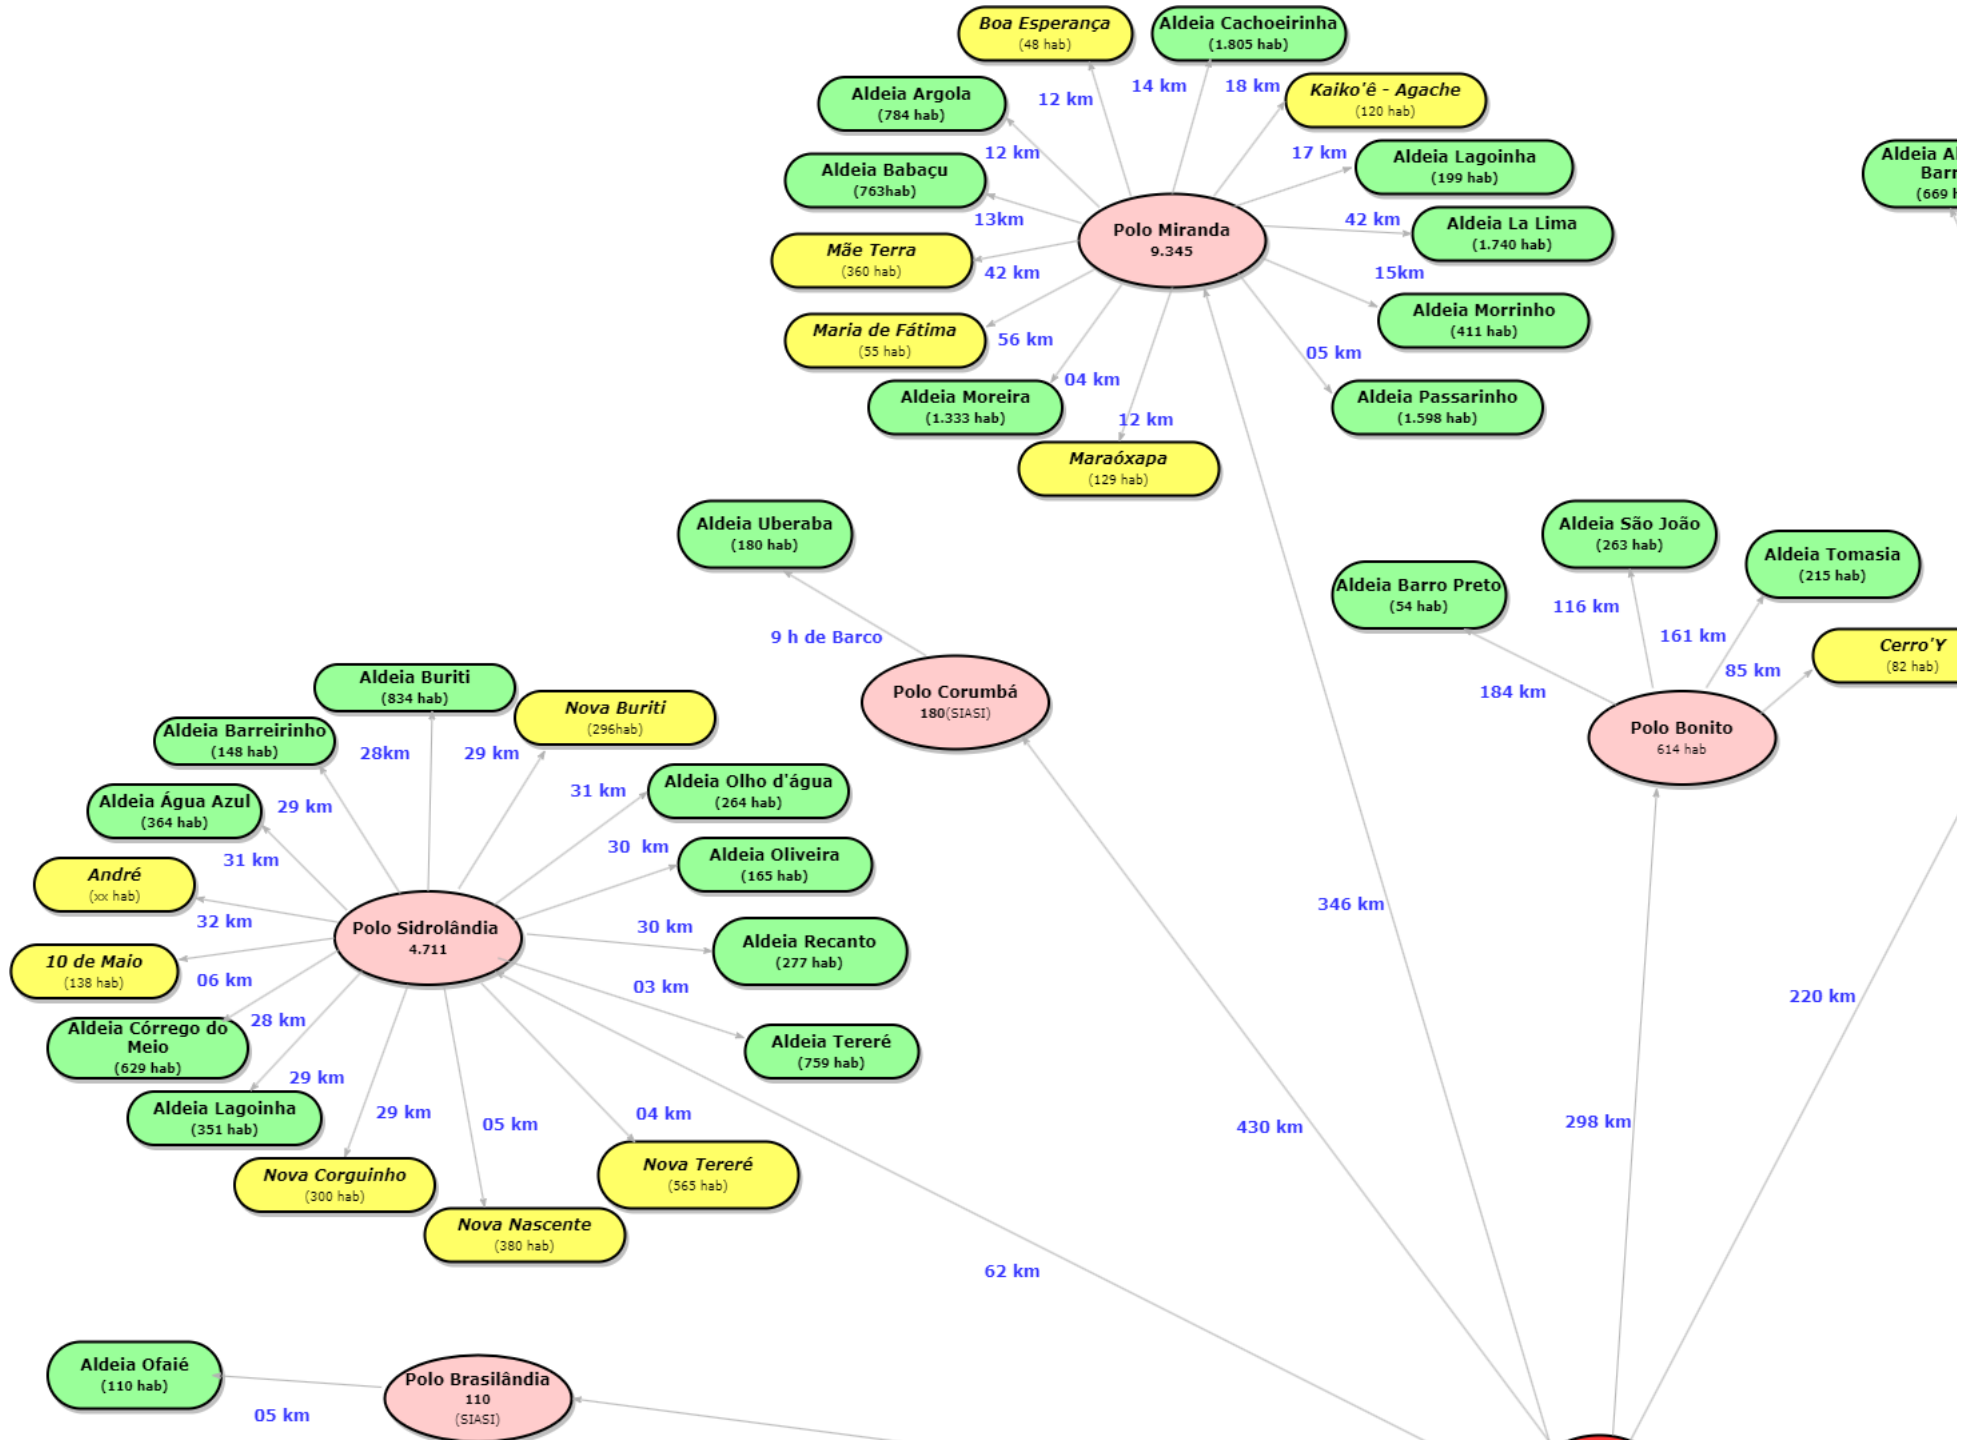 Boa Esperança
(48 hab)
Aldeia Cachoeirinha
(1.805 hab)
12 km
14 km
18 km
Kaiko'ê - Agache
(120 hab)
Aldeia Argola
(784 hab)
12 km
17 km
Aldeia Lagoinha
(199 hab)
Aldeia Babaçu
(763hab)
13km
Polo Miranda
9.345
42 km
Aldeia La Lima
(1.740 hab)
Mãe Terra
(360 hab)
42 km
15km
Aldeia Morrinho
(411 hab)
Maria de Fátima
(55 hab)
56 km
05 km
Aldeia Moreira
(1.333 hab)
04 km
12 km
Aldeia Passarinho
(1.598 hab)
Maraóxapa
(129 hab)
Aldeia
(669
Aldeia Uberaba
(180 hab)
9 h de Barco
Polo Corumbá
180(SIASI)
Aldeia São João
(263 hab)
Aldeia Tomasia
(215 hab)
Aldeia Barro Preto
(54 hab)
116 km
161 km
85 km
Cerro'Y
(82 hab)
184 km
Polo Bonito
614 hab
Aldeia Buriti
(834 hab)
Nova Buriti
(296hab)
Aldeia Barreirinho
(148 hab)
28km
29 km
Aldeia Olho d'água
(264 hab)
31 km
Aldeia Água Azul
(364 hab)
29 km
30 km
Aldeia Oliveira
(165 hab)
31 km
André
(xx hab)
32 km
Polo Sidrolândia
4.711
30 km
Aldeia Recanto
(277 hab)
10 de Maio
(138 hab)
06 km
03 km
Aldeia Córrego do
Meio
(629 hab)
28 km
Aldeia Tereré
(759 hab)
29 km
Aldeia Lagoinha
(351 hab)
29 km
05 km
04 km
Nova Corguinho
(300 hab)
Nova Tereré
(565 hab)
Nova Nascente
(380 hab)
346 km
220 km
430 km
298 km
62 km
Aldeia Ofaié
(110 hab)
05 km
Polo Brasilândia
110
(SIASI)